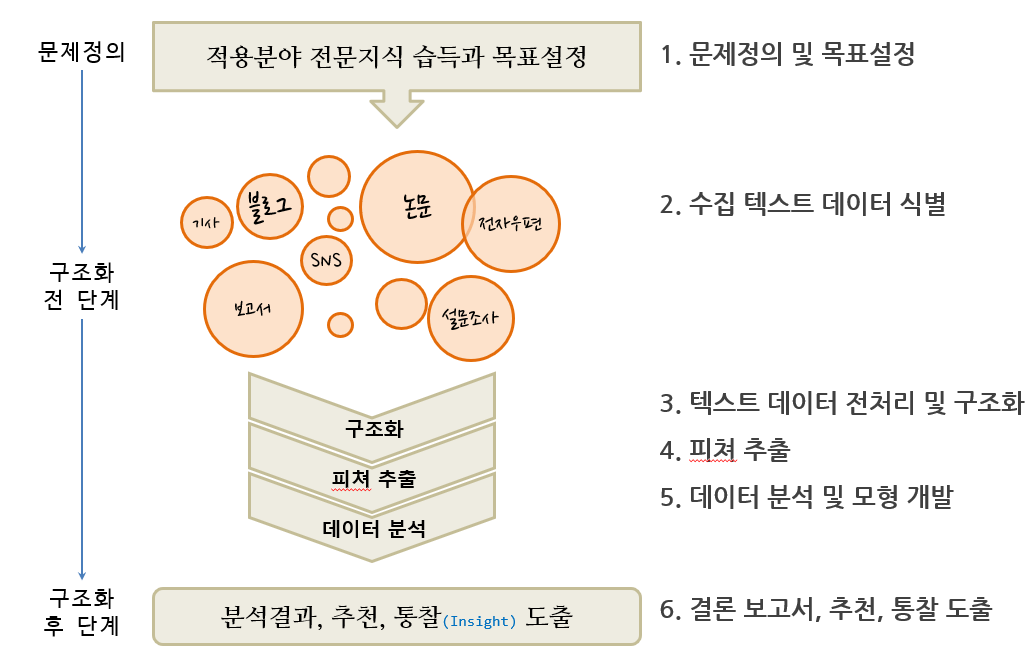 문제정의
적용분야 전문지식 습득과 목표설정
1. 문제정의 및 목표설정
기사
블로그
논문
전자우편
2. 수집 텍스트 데이터 식별
SNS
구조화
전 단계
보고서
설문조사
구조화
피쳐 추출
데이터 분석
3. 텍스트 데이터 전처리 및 구조화
4. 피쳐 추출
5. 데이터 분석 및 모형 개발
구조화
후 단계
분석결과, 추천, 통찰(Insight) 도출
6. 결론 보고서, 추천, 통찰 도출